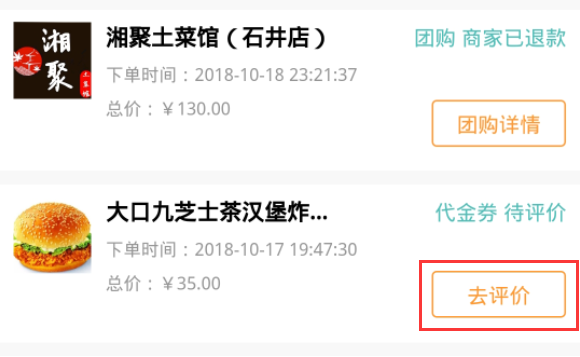 湘聚
湘聚土菜馆（石井店）
团购 商家已退款
下单时间：2018-10-18 23:21:37
总价：￥130.00
团购详情
大口九芝士茶汉堡炸...
代金券 待评价
下单时间：2018-10-17 19:47:30
总价：￥35.00
去评价